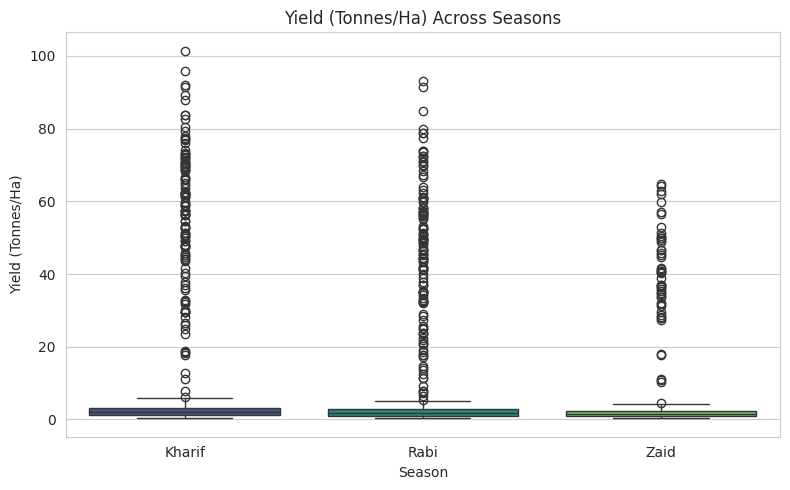 Yield (Tonnes/Ha) Across Seasons
Yield (Tonnes/Ha)
100
80
60
40
20
0
Kharif
Rabi
Zaid
Season